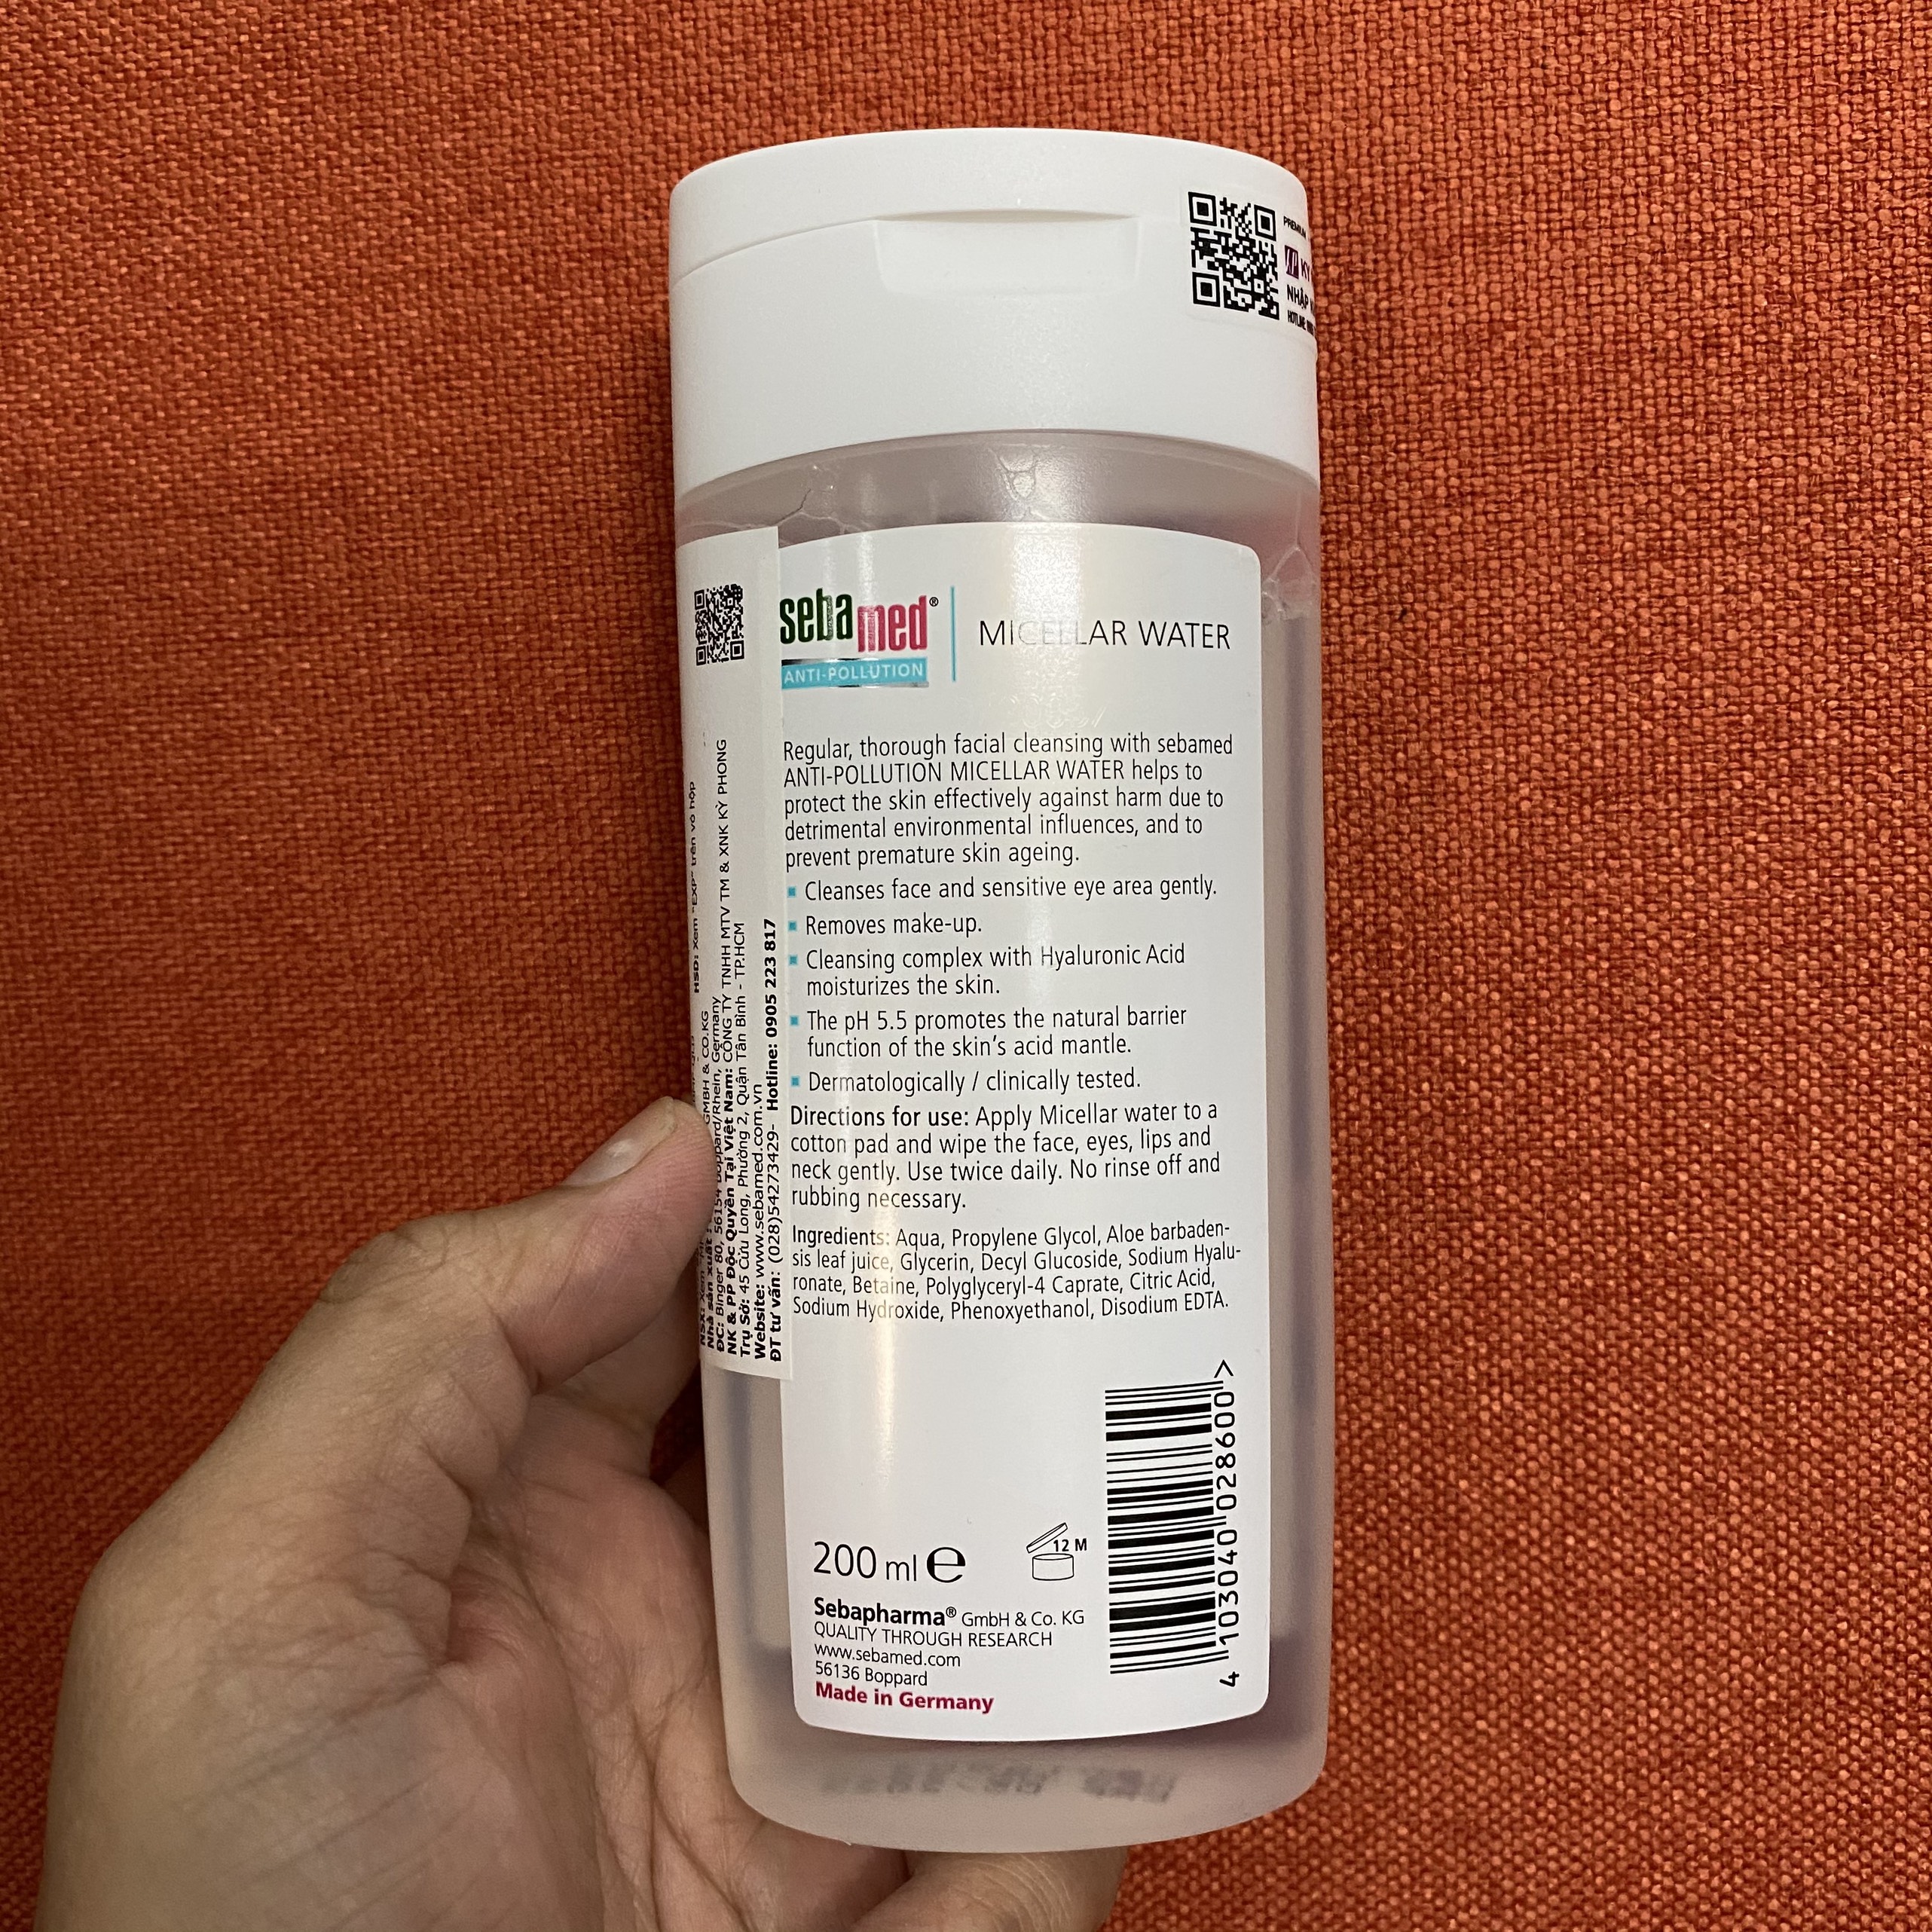 PREMIUM
KỲ
NHẬP
HOTLINE
sebamed®
ANTI-POLLUTION
MICELLAR WATER
Regular, thorough facial cleansing with sebamed
ANTI-POLLUTION MICELLAR WATER helps to
protect the skin effectively against harm due to
detrimental environmental influences, and to
prevent premature skin ageing.
Cleanses face and sensitive eye area gently.
Removes make-up.
Cleansing complex with Hyaluronic Acid
moisturizes the skin.
The pH 5.5 promotes the natural barrier
function of the skin's acid mantle.
Dermatologically / clinically tested.
Directions for use: Apply Micellar water to a
cotton pad and wipe the face, eyes, lips and
neck gently. Use twice daily. No rinse off and
rubbing necessary.
Ingredients: Aqua, Propylene Glycol, Aloe barbaden-
sis leaf juice, Glycerin, Decyl Glucoside, Sodium Hyalu-
ronate, Betaine, Polyglyceryl-4 Caprate, Citric Acid,
Sodium Hydroxide, Phenoxyethanol, Disodium EDTA.
200 ml e
12 M
Sebapharma® GmbH & Co. KG
QUALITY THROUGH RESEARCH
www.sebamed.com
56136 Boppard
Made in Germany
4 103040 028600 >
NSX: Xem HSD: Xem "EXP" trên vỏ hộp
Nhà sản xuất GMBH & CO.KG
ĐC: Binger 80, 56154 Boppard/Rhein, Germany
NK & PP Độc Quyền Tại Việt Nam: CÔNG TY TNHH MTV TM & XNK KỲ PHONG
Trụ Sở: 45 Cửu Long, Phường 2, Quận Tân Bình - TP.HCM
Website: www.sebamed.com.vn
ĐT tư vấn: (028)54273429- Hotline: 0905 223 817